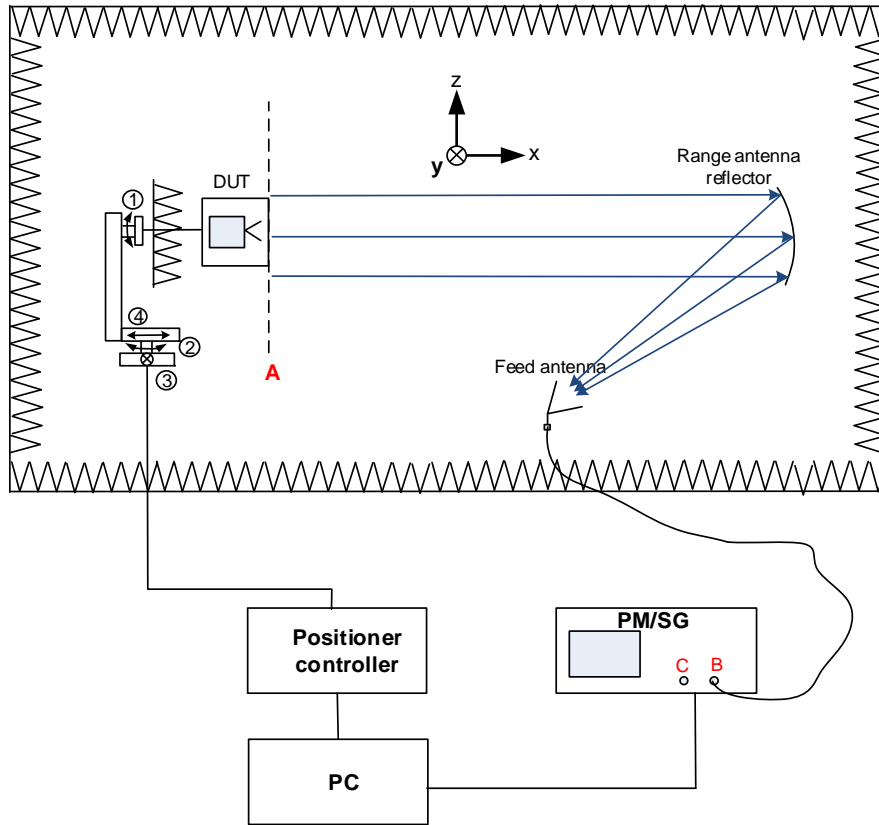 z
x
y
DUT
Range antenna
reflector
①
④
②
③
A
Feed antenna
PM/SG
C
B
Positioner
controller
PC